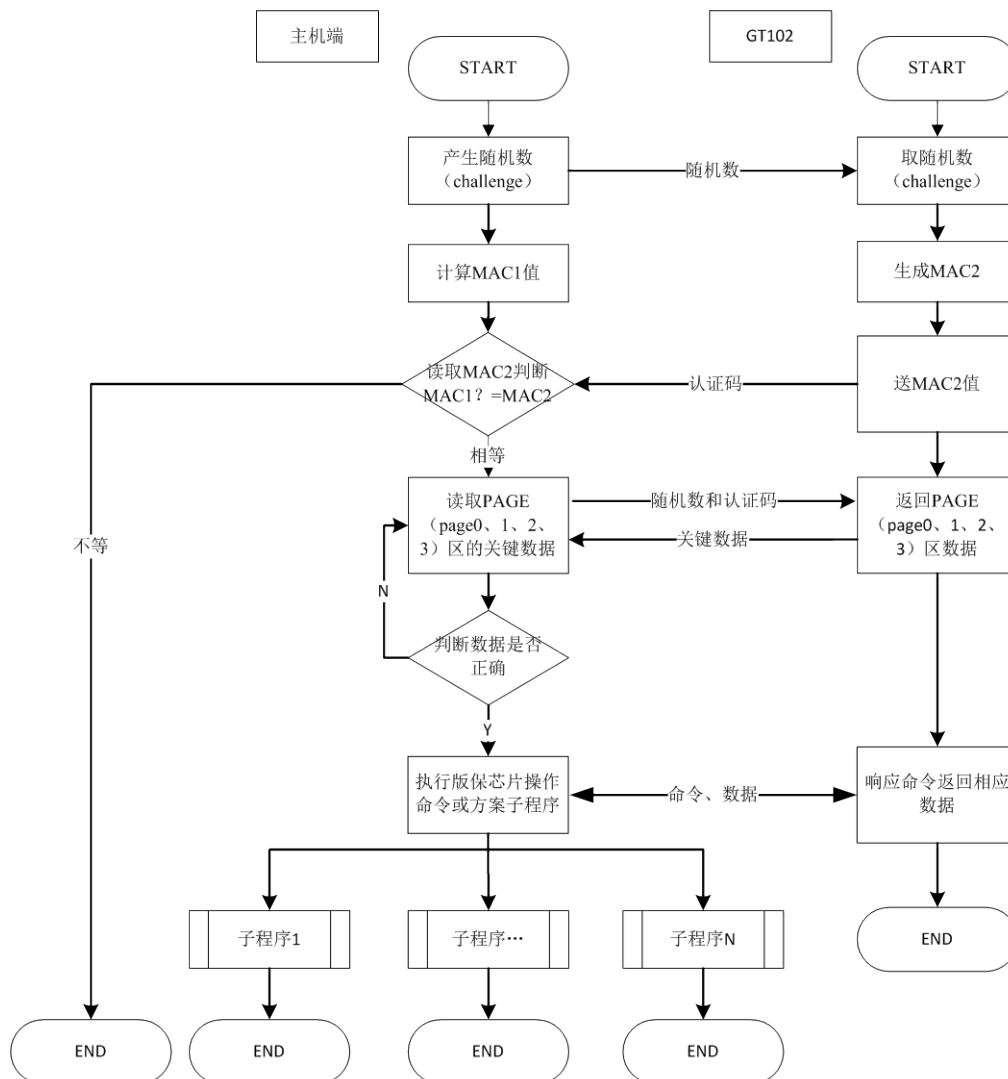 主机端
GT102
START
START
产生随机数
（challenge）
随机数
取随机数
（challenge）
计算MAC1值
生成MAC2
读取MAC2判断
MAC1？=MAC2
认证码
送MAC2值
相等
不等
读取PAGE
（page0、1、2、
3）区的关键数据
随机数和认证码
关键数据
返回PAGE
（page0、1、2、
3）区数据
N
判断数据是否
正确
Y
执行版保芯片操作
命令或方案子程序
命令、数据
响应命令返回相应
数据
子程序1
子程序…
子程序N
END
END
END
END
END